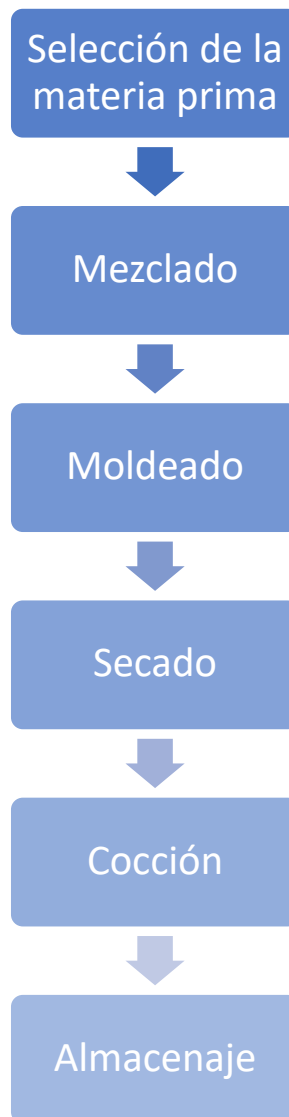 Selección de la
materia prima
Mezclado
Moldeado
Secado
Cocción
Almacenaje